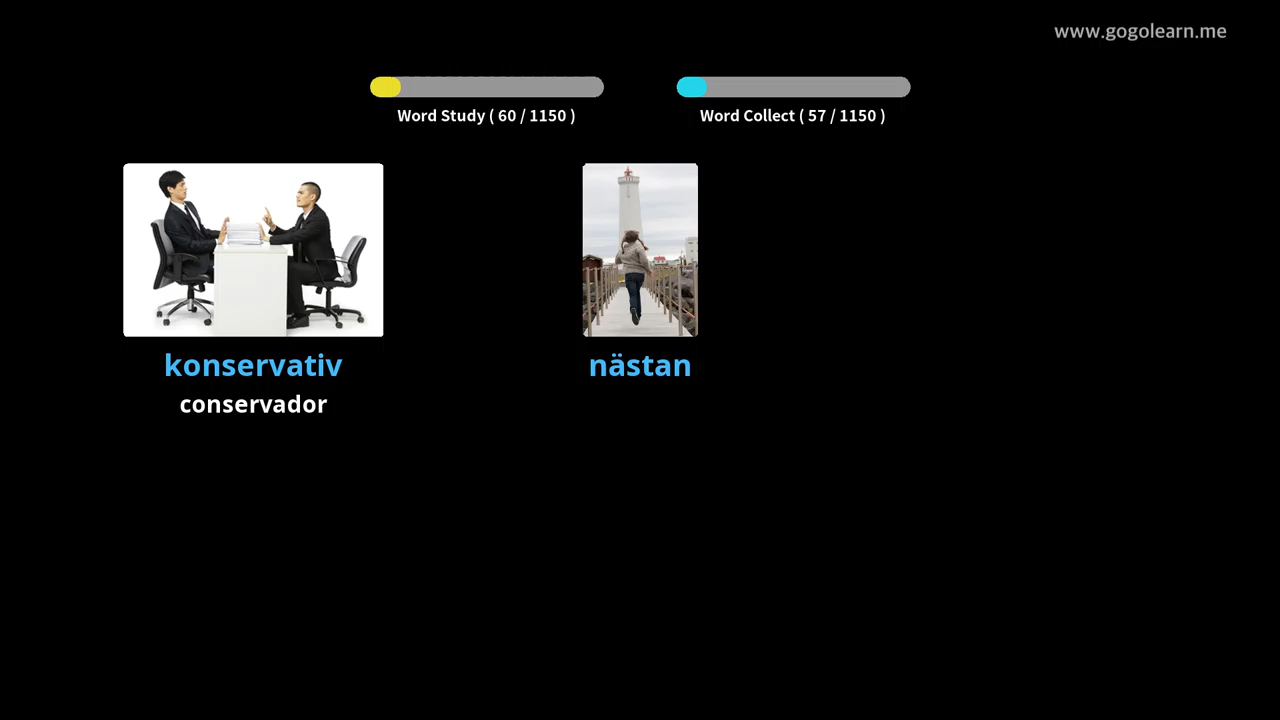 www.gogolearn.me
Word Study ( 60 / 1150 )
Word Collect ( 57 / 1150 )
konservativ
nästan
conservador